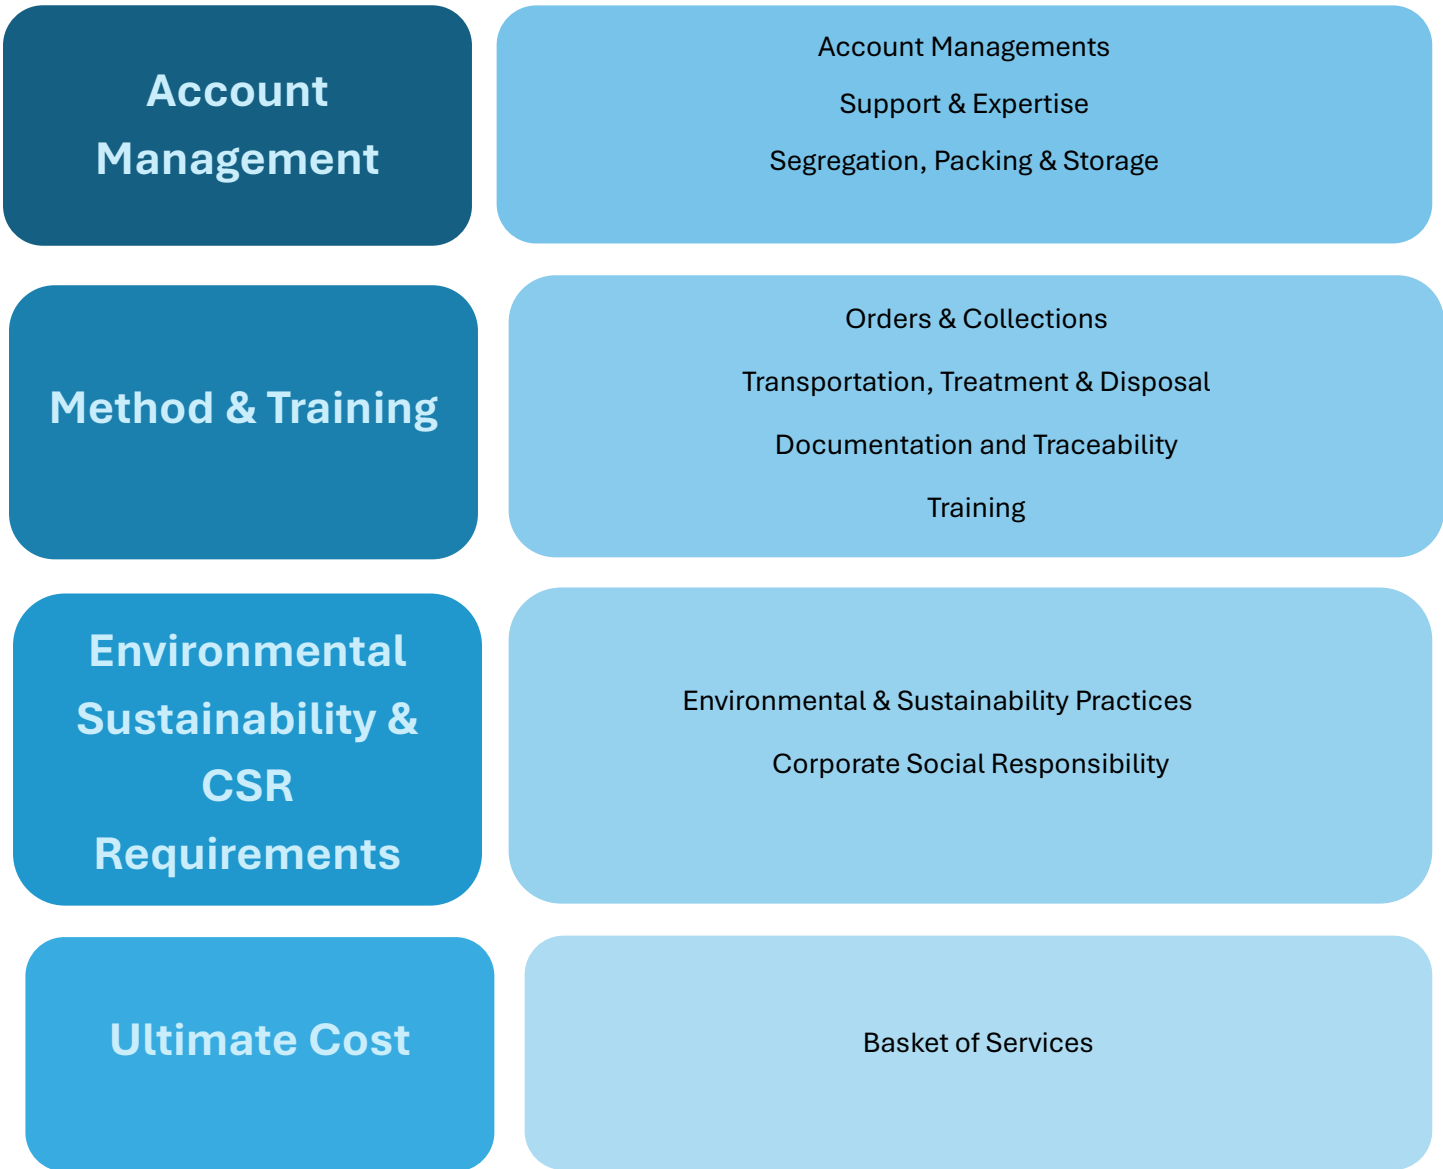 Account
Management
Account Managements
Support & Expertise
Segregation, Packing & Storage
Method & Training
Orders & Collections
Transportation, Treatment & Disposal
Documentation and Traceability
Training
Environmental
Sustainability &
CSR
Requirements
Environmental & Sustainability Practices
Corporate Social Responsibility
Ultimate Cost
Basket of Services